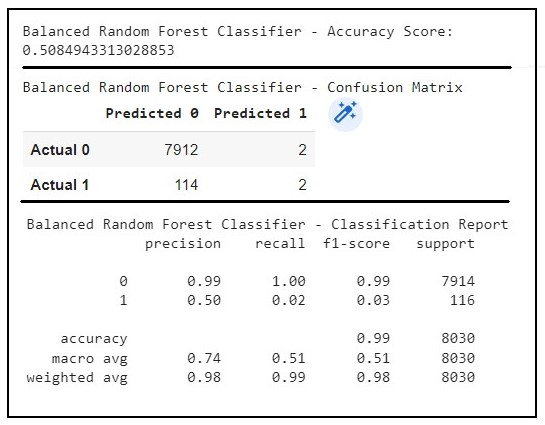 Balanced Random Forest Classifier - Accuracy Score:
0.5084943313028853
Balanced Random Forest Classifier - Confusion Matrix
Predicted 0 Predicted 1
Actual 0 7912 2
Actual 1 114 2
Balanced Random Forest Classifier - Classification Report
precision recall f1-score support
0 0.99 1.00 0.99 7914
1 0.50 0.02 0.03 116
accuracy 0.99 8030
macro avg 0.74 0.51 0.51 8030
weighted avg 0.98 0.99 0.98 8030